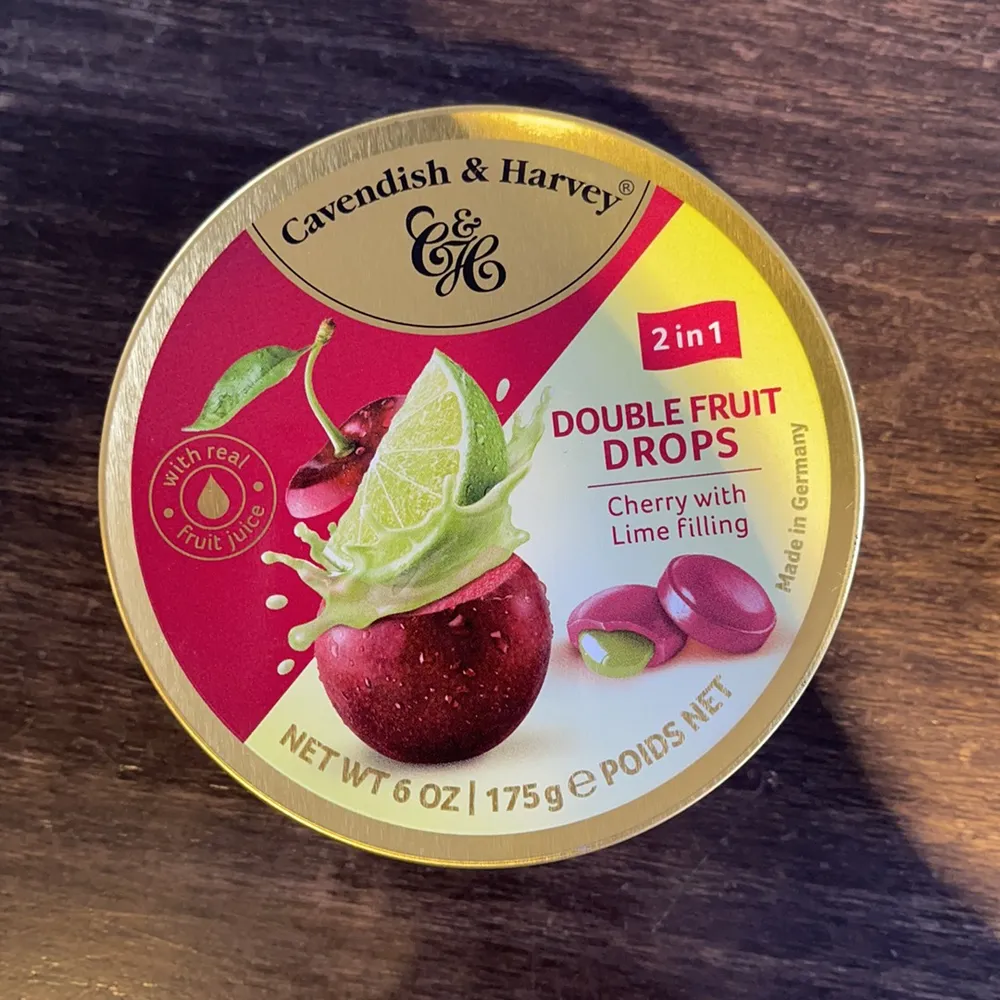 Cavendish & Harvey®
C&H
2 in 1
DOUBLE FRUIT
DROPS
Cherry with
Lime filling
Made in Germany
with real
fruit juice
NET WT 6 OZ | 175 g ℮ POIDS NET